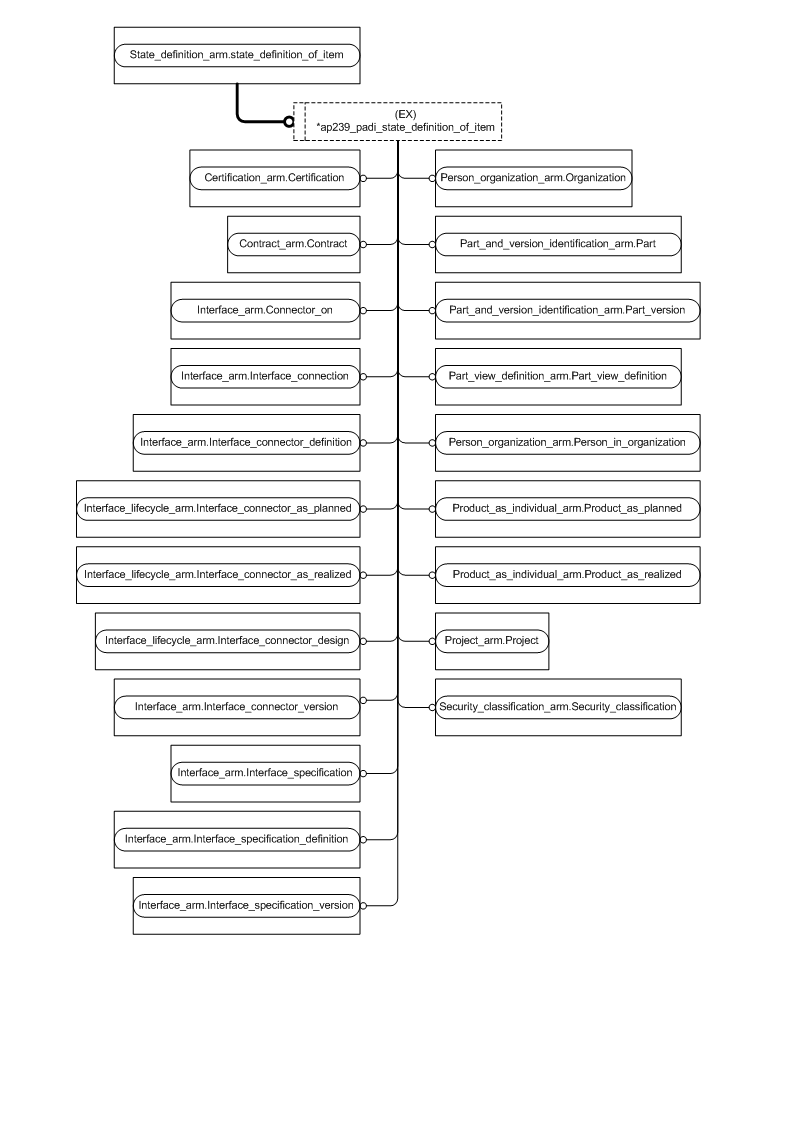 State_definition_arm.state_definition_of_item
(EX)
*ap239_padi_state_definition_of_item
Certification_arm.Certification
Person_organization_arm.Organization
Contract_arm.Contract
Part_and_version_identification_arm.Part
Interface_arm.Connector_on
Part_and_version_identification_arm.Part_version
Interface_arm.Interface_connection
Part_view_definition_arm.Part_view_definition
Interface_arm.Interface_connector_definition
Person_organization_arm.Person_in_organization
Interface_lifecycle_arm.Interface_connector_as_planned
Product_as_individual_arm.Product_as_planned
Interface_lifecycle_arm.Interface_connector_as_realized
Product_as_individual_arm.Product_as_realized
Interface_lifecycle_arm.Interface_connector_design
Project_arm.Project
Interface_arm.Interface_connector_version
Security_classification_arm.Security_classification
Interface_arm.Interface_specification
Interface_arm.Interface_specification_definition
Interface_arm.Interface_specification_version